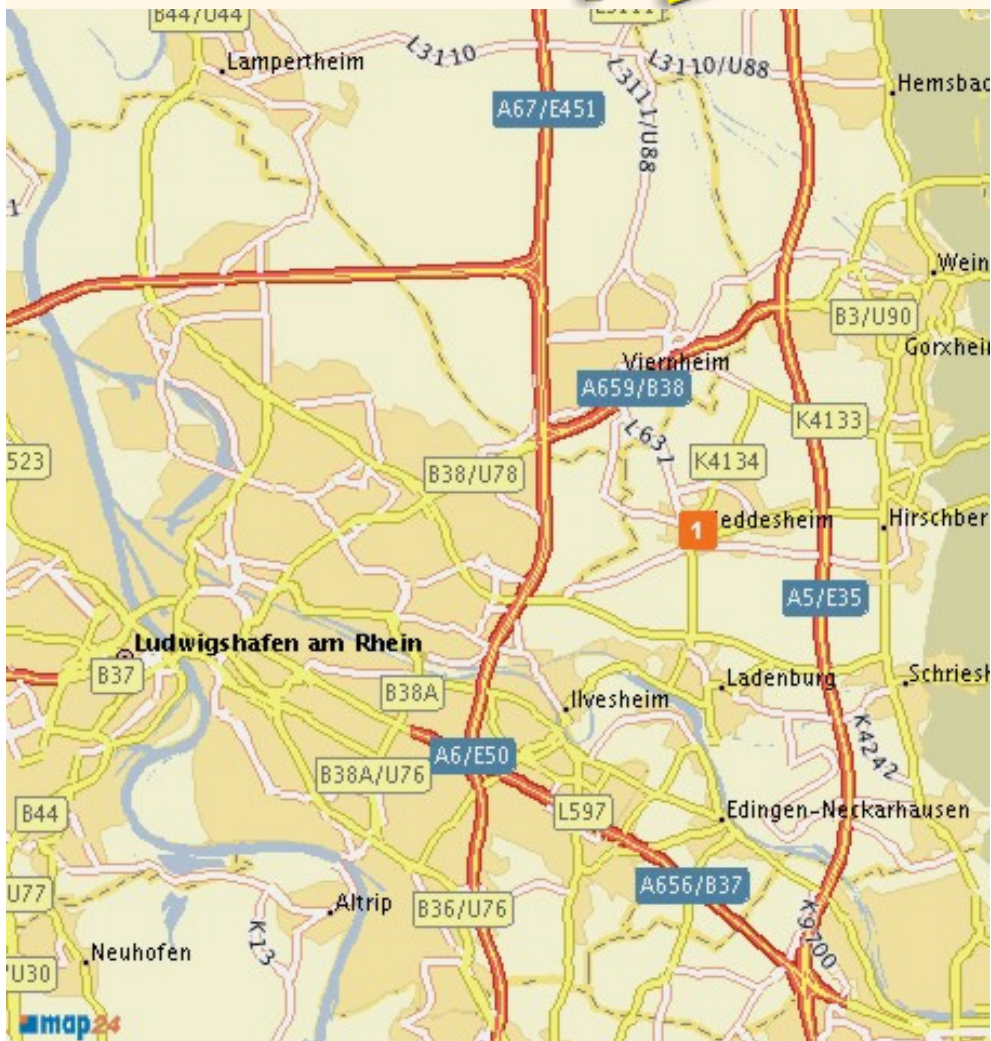 B44/U44
L3111
L3110
L3110/U88
Lampertheim
Hemsbac
A67/E451
L3111/U88
1
Wein
B3/U90
Gorxhei
Viernheim
A659/B38
K4133
L631
523
B38/U78
K4134
1
eddesheim
Hirschber
A5/E35
Ludwigshafen am Rhein
B37
B38A
Ilvesheim
Ladenburg
Schriesh
K4242
A6/E50
B38A/U76
B44
L597
Edingen-Neckarhausen
A656/B37
U77
Altrip
B36/U76
K13
K9700
Neuhofen
/U30
map24